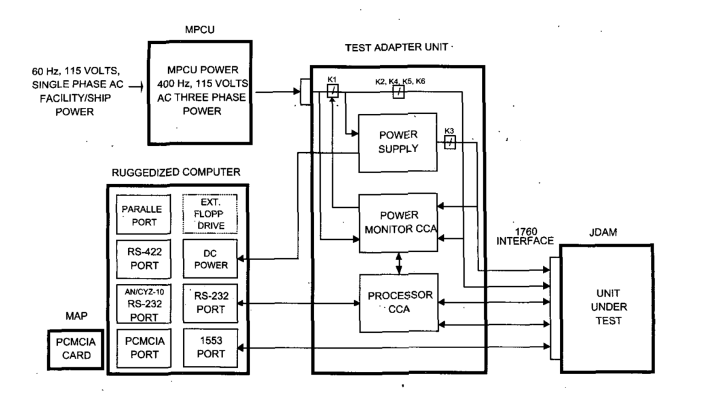 MPCU
60 Hz, 115 VOLTS,
SINGLE PHASE AC
FACILITY/SHIP
POWER
MPCU POWER
400 HZ, 115 VOLTS
AC THREE PHASE
POWER
TEST ADAPTER UNIT
K1
K2, K4, K5, K6
POWER
SUPPLY
K3
POWER
MONITOR CCA
PROCESSOR
CCA
RUGGEDIZED COMPUTER
PARALLE
PORT
EXT.
FLOPP
DRIVE
RS-422
PORT
DC
POWER
AN/CYZ-10
RS-232
PORT
RS-232
PORT
PCMCIA
PORT
1553
PORT
MAP
PCMCIA
CARD
1760
INTERFACE
JDAM
UNIT
UNDER
TEST